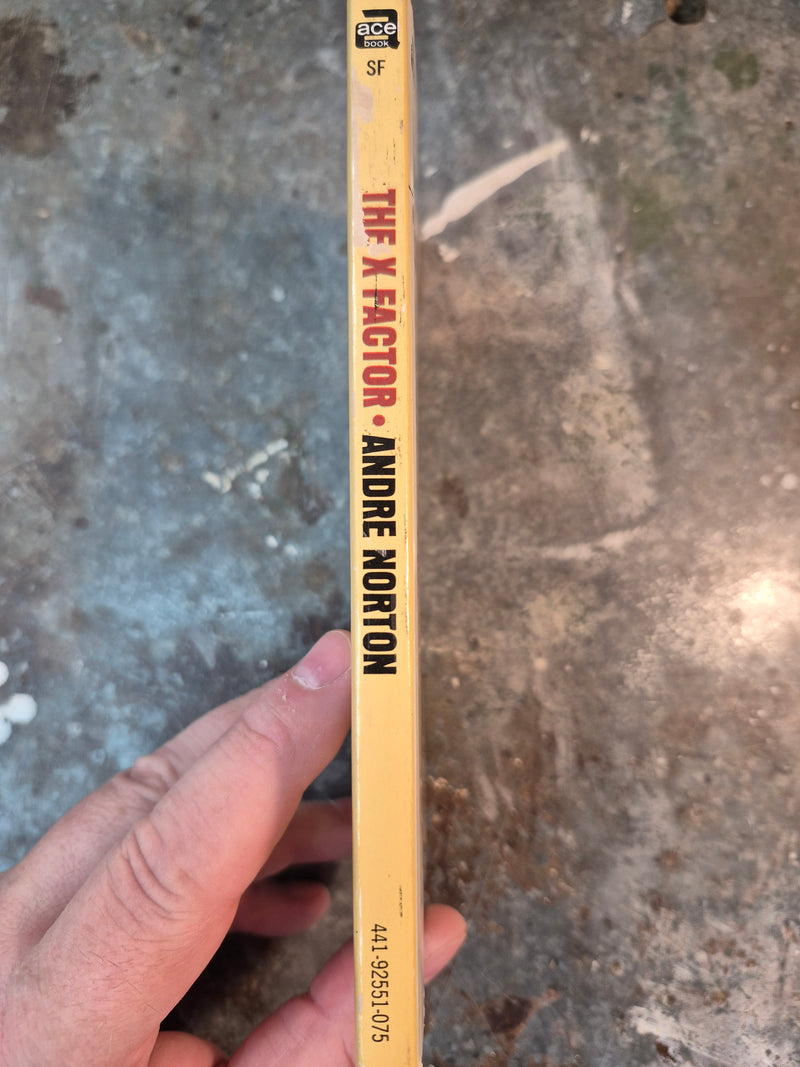 ace
book
SF
THE X FACTOR • ANDRE NORTON
441-92551-075